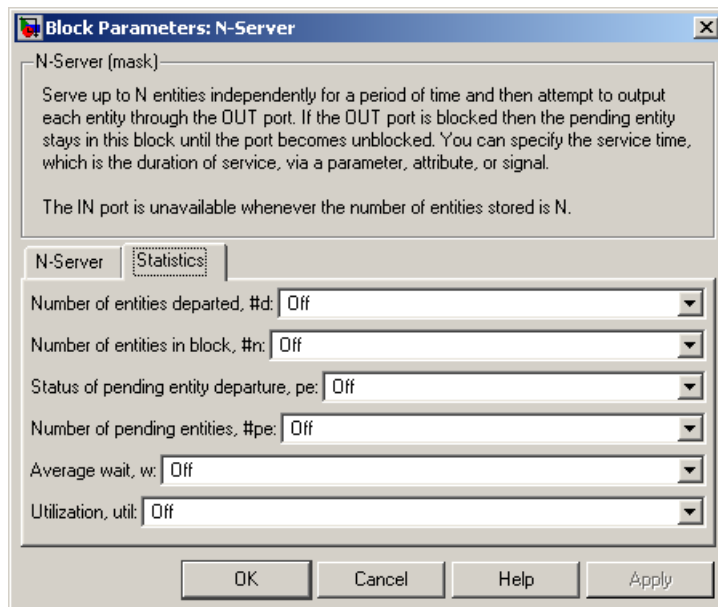 Block Parameters: N-Server
N-Server (mask)
Serve up to N entities independently for a period of time and then attempt to output
each entity through the OUT port. If the OUT port is blocked then the pending entity
stays in this block until the port becomes unblocked. You can specify the service time,
which is the duration of service, via a parameter, attribute, or signal.
The IN port is unavailable whenever the number of entities stored is N.
N-Server Statistics
Number of entities departed, #d: Off
Number of entities in block, #n: Off
Status of pending entity departure, pe: Off
Number of pending entities, #pe: Off
Average wait, w: Off
Utilization, util: Off
OK Cancel Help Apply